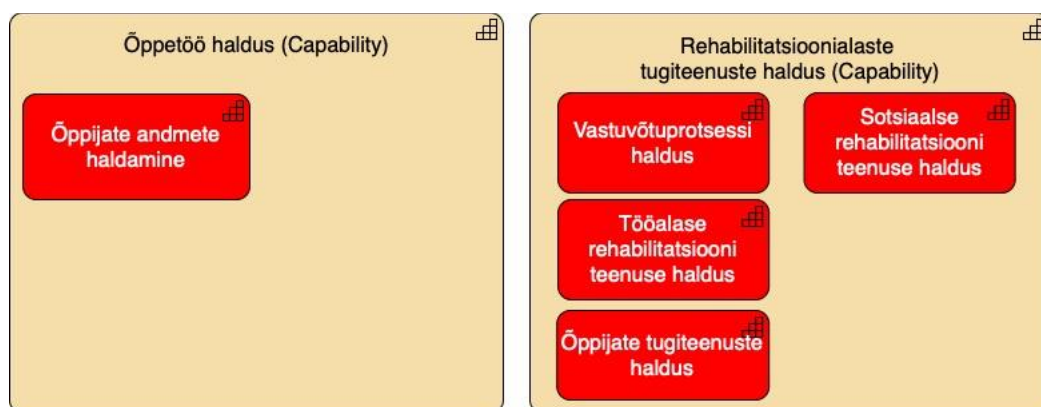 Õppetöö haldus (Capability)
Õppijate andmete
haldamine
Rehabilitatsioonialaste
tugiteenuste haldus (Capability)
Vastuvõtuprotsessi
haldus
Sotsiaalse
rehabilitatsiooni
teenuse haldus
Tööalase
rehabilitatsiooni
teenuse haldus
Õppijate tugiteenuste
haldus